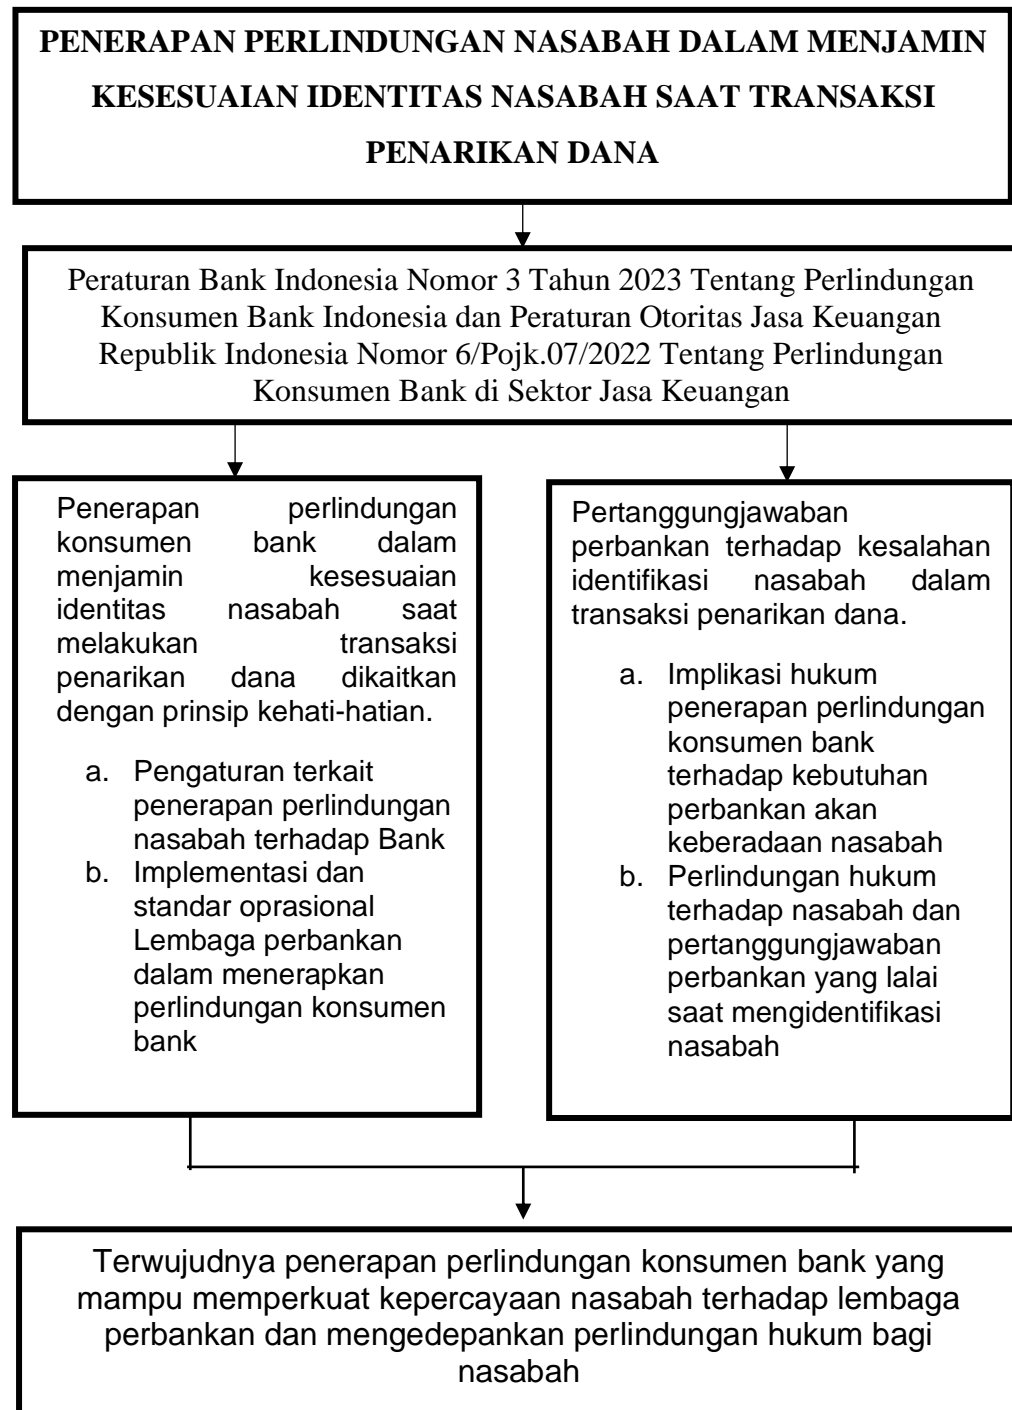 PENERAPAN PERLINDUNGAN NASABAH DALAM MENJAMIN
KESESUAIAN IDENTITAS NASABAH SAAT TRANSAKSI
PENARIKAN DANA
Peraturan Bank Indonesia Nomor 3 Tahun 2023 Tentang Perlindungan
Konsumen Bank Indonesia dan Peraturan Otoritas Jasa Keuangan
Republik Indonesia Nomor 6/Pojk.07/2022 Tentang Perlindungan
Konsumen Bank di Sektor Jasa Keuangan
Penerapan perlindungan
konsumen bank dalam
menjamin kesesuaian
identitas nasabah saat
melakukan transaksi
penarikan dana dikaitkan
dengan prinsip kehati-hatian.
a. Pengaturan terkait
penerapan perlindungan
nasabah terhadap Bank
b. Implementasi dan
standar oprasional
Lembaga perbankan
dalam menerapkan
perlindungan konsumen
bank
Pertanggungjawaban
perbankan terhadap kesalahan
identifikasi nasabah dalam
transaksi penarikan dana.
a. Implikasi hukum
penerapan perlindungan
konsumen bank
terhadap kebutuhan
perbankan akan
keberadaan nasabah
b. Perlindungan hukum
terhadap nasabah dan
pertanggungjawaban
perbankan yang lalai
saat mengidentifikasi
nasabah
Terwujudnya penerapan perlindungan konsumen bank yang
mampu memperkuat kepercayaan nasabah terhadap lembaga
perbankan dan mengedepankan perlindungan hukum bagi
nasabah